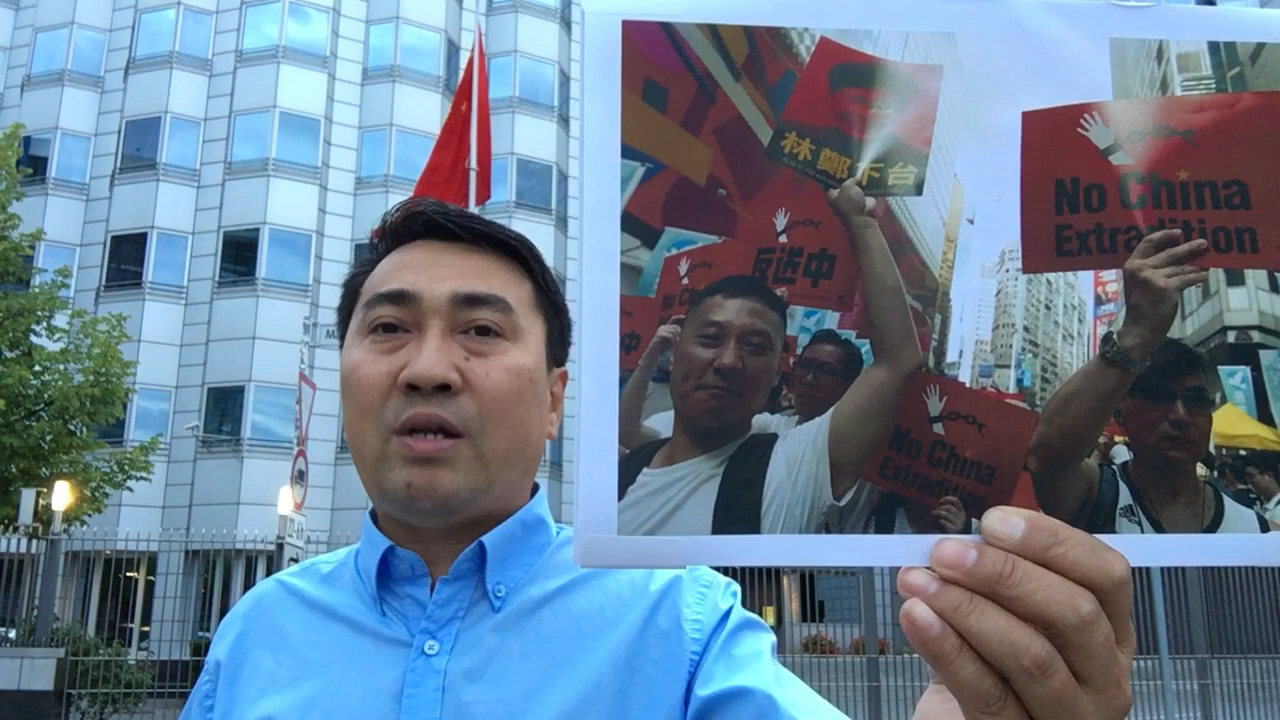 林鄭下台
反送中
No China
Extradition
No China
Extradition